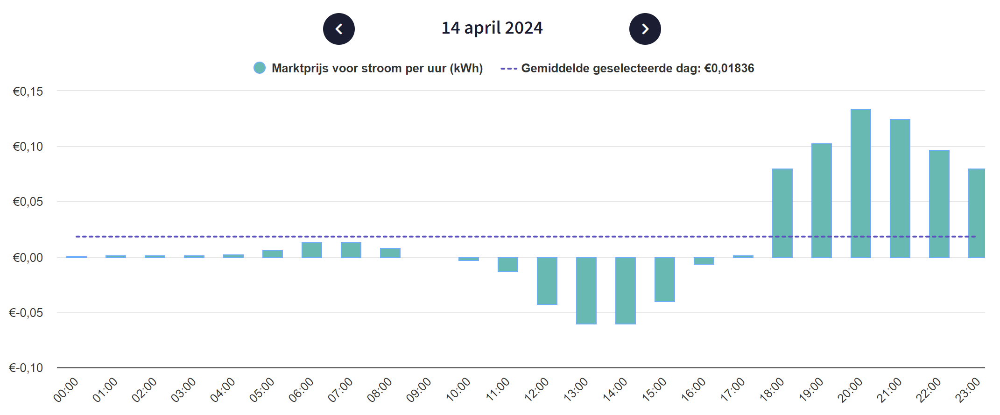 14 april 2024
Marktprijs voor stroom per uur (kWh) Gemiddelde geselecteerde dag: €0,01836
€0,15
€0,10
€0,05
€0,00
€-0,05
€-0,10
00:00 01:00 02:00 03:00 04:00 05:00 06:00 07:00 08:00 09:00 10:00 11:00 12:00 13:00 14:00 15:00 16:00 17:00 18:00 19:00 20:00 21:00 22:00 23:00